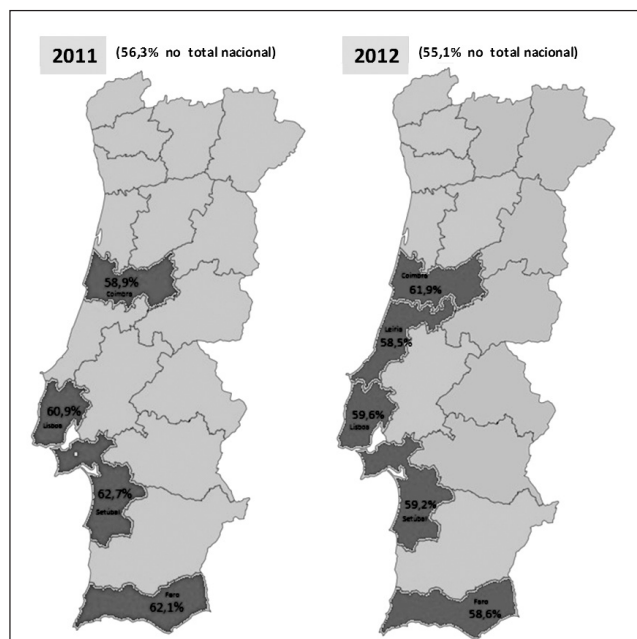 2011 (56,3% no total nacional)
58,9%
Coimbra
60,9%
Lisboa
62,7%
Setúbal
Faro
62,1%
2012 (55,1% no total nacional)
Coimbra
61,9%
Leiria
58,5%
59,6%
Lisboa
59,2%
Setúbal
Faro
58,6%